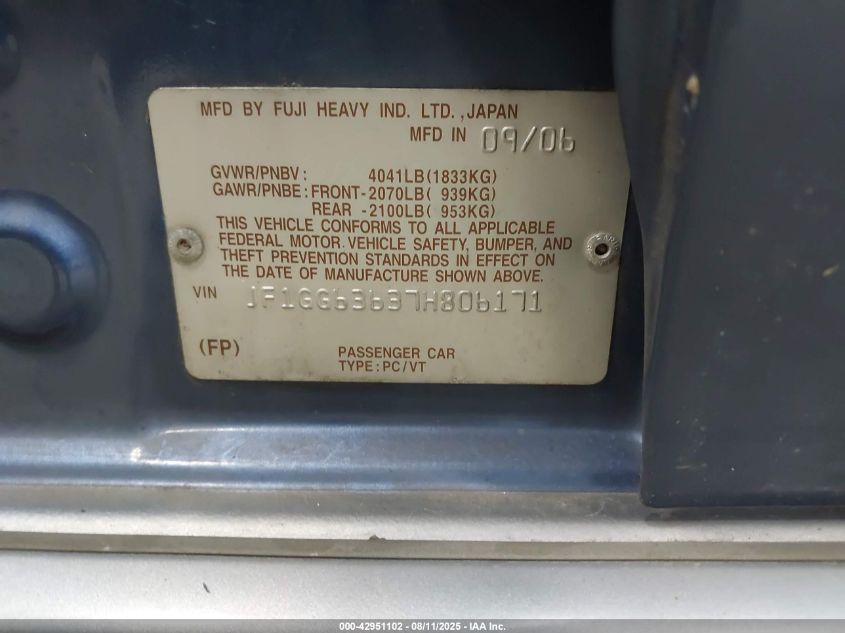 MFD BY FUJI HEAVY IND. LTD.,JAPAN
MFD IN 09/06
GVWR/PNBV: 4041LB(1833KG)
GAWR/PNBE:FRONT-2070LB( 939KG)
REAR -2100LB( 953KG)
THIS VEHICLE CONFORMS TO ALL APPLICABLE
FEDERAL MOTOR VEHICLE SAFETY, BUMPER, AND
THEFT PREVENTION STANDARDS IN EFFECT ON
THE DATE OF MANUFACTURE SHOWN ABOVE.
VIN JF1GG63637H806171
(FP) PASSENGER CAR
TYPE:PC/VT
000-42951102 - 08/11/2025 - IAA Inc.